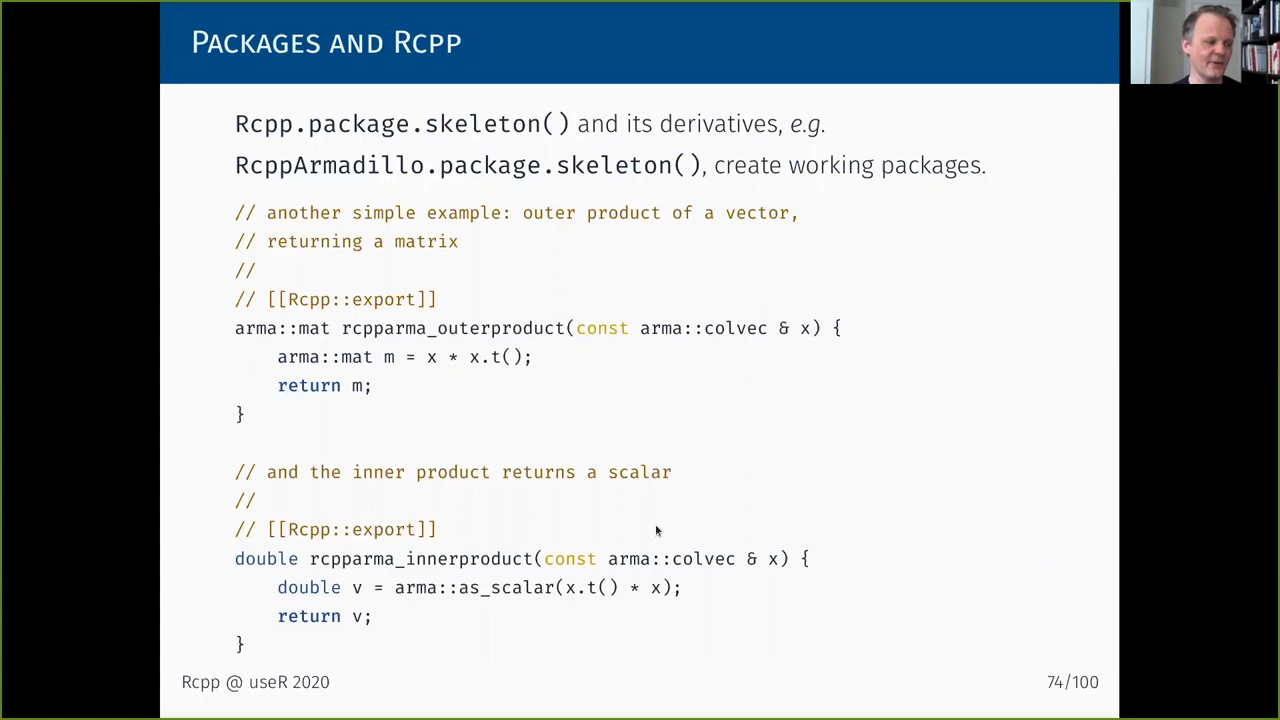 Packages and Rcpp
Rcpp.package.skeleton() and its derivatives, e.g.
RcppArmadillo.package.skeleton(), create working packages.
// another simple example: outer product of a vector,
// returning a matrix
//
// [[Rcpp::export]]
arma::mat rcpparma_outerproduct(const arma::colvec & x) {
    arma::mat m = x * x.t();
    return m;
}
// and the inner product returns a scalar
//
// [[Rcpp::export]]
double rcpparma_innerproduct(const arma::colvec & x) {
    double v = arma::as_scalar(x.t() * x);
    return v;
}
Rcpp @ useR 2020
74/100